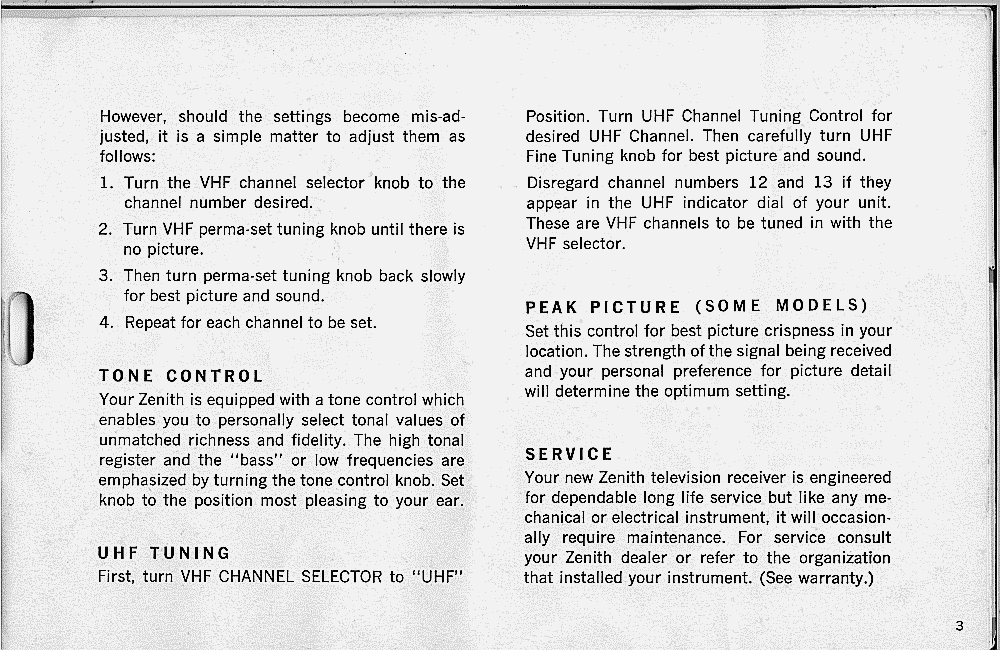 However, should the settings become mis-ad-
justed, it is a simple matter to adjust them as
follows:
1. Turn the VHF channel selector knob to the
channel number desired.
2. Turn VHF perma-set tuning knob until there is
no picture.
3. Then turn perma-set tuning knob back slowly
for best picture and sound.
4. Repeat for each channel to be set.
TONE CONTROL
Your Zenith is equipped with a tone control which
enables you to personally select tonal values of
unmatched richness and fidelity. The high tonal
register and the "bass" or low frequencies are
emphasized by turning the tone control knob. Set
knob to the position most pleasing to your ear.
UHF TUNING
First, turn VHF CHANNEL SELECTOR to "UHF"
Position. Turn UHF Channel Tuning Control for
desired UHF Channel. Then carefully turn UHF
Fine Tuning knob for best picture and sound.
Disregard channel numbers 12 and 13 if they
appear in the UHF indicator dial of your unit.
These are VHF channels to be tuned in with the
VHF selector.
PEAK PICTURE (SOME MODELS)
Set this control for best picture crispness in your
location. The strength of the signal being received
and your personal preference for picture detail
will determine the optimum setting.
SERVICE
Your new Zenith television receiver is engineered
for dependable long life service but like any me-
chanical or electrical instrument, it will occasion-
ally require maintenance. For service consult
your Zenith dealer or refer to the organization
that installed your instrument. (See warranty.)
3